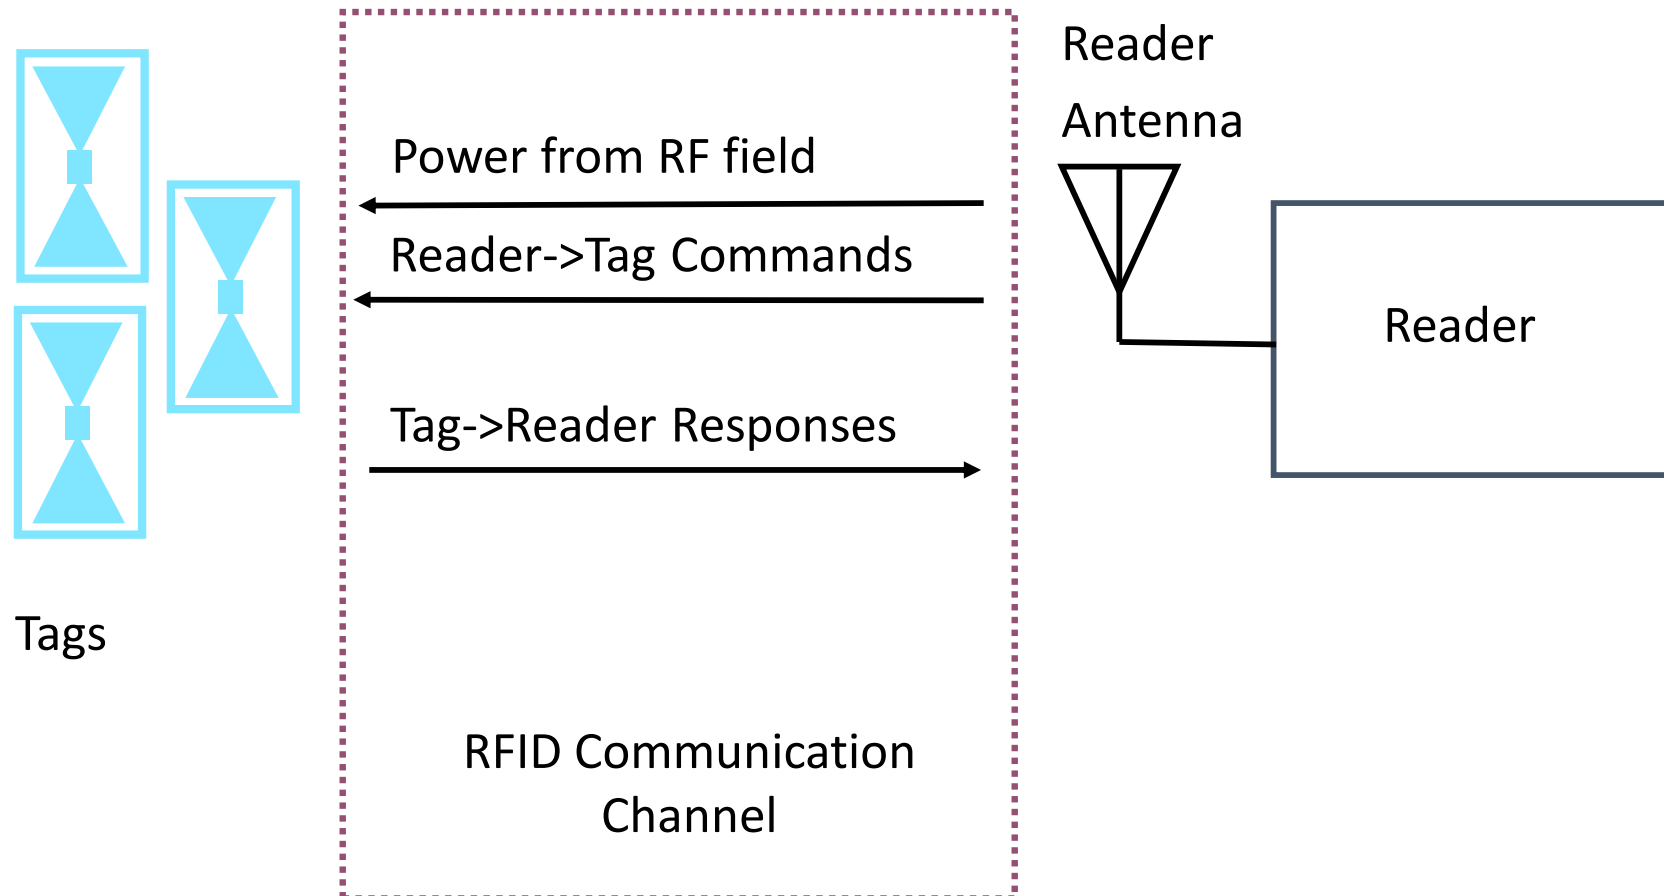 Reader
Antenna
Power from RF field
Reader->Tag Commands
Reader
Tag->Reader Responses
Tags
RFID Communication
Channel